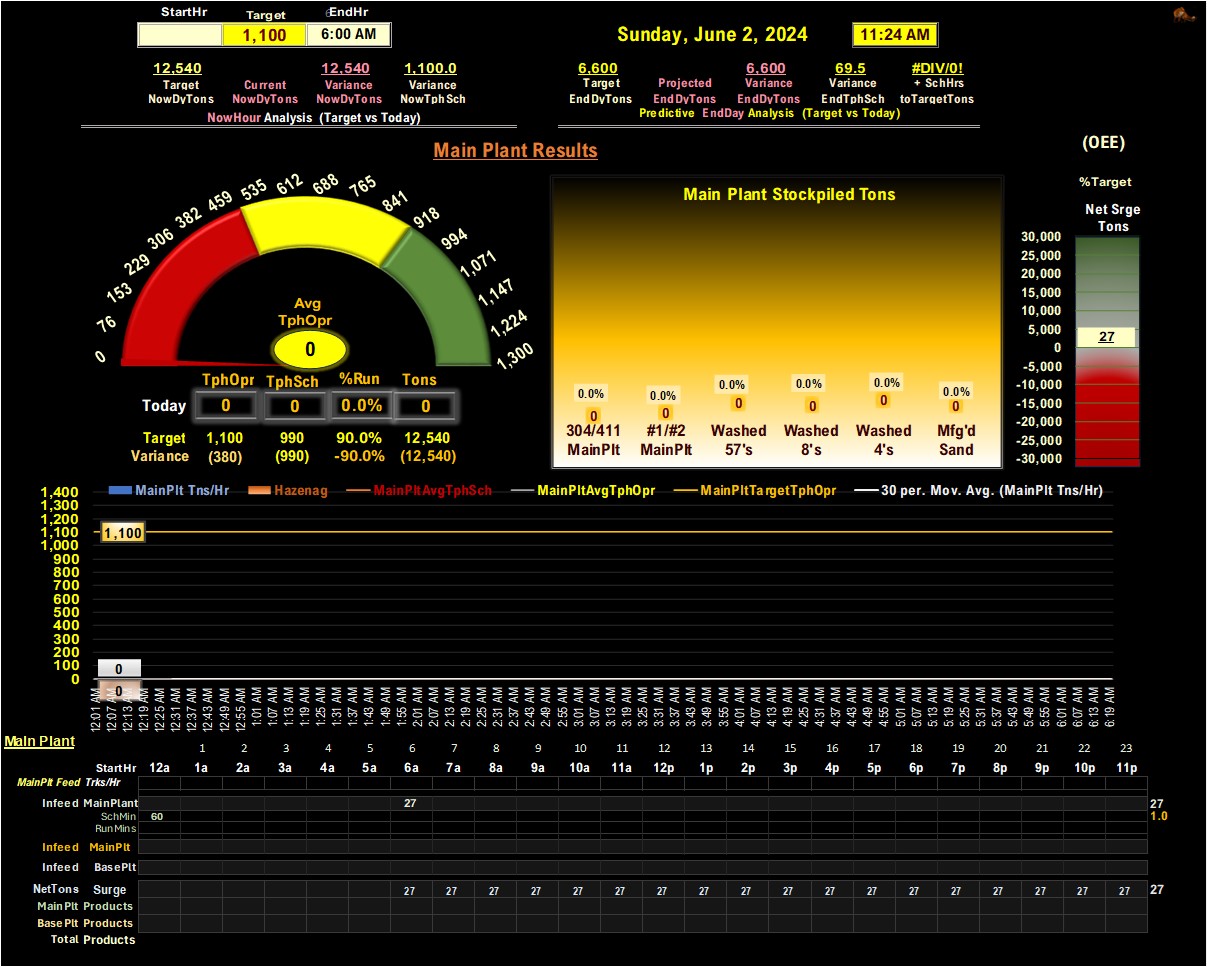 StartHr Target EndHr
1,100 6:00 AM
Sunday, June 2, 2024 11:24 AM
12,540 12,540 1,100.0
Target Current Variance Variance
NowDyTons NowDyTons NowDyTons NowTphSch
NowHour Analysis (Target vs Today)
6,600 6,600 69.5 #DIV/0!
Target Projected Variance Variance + SchHrs
EndDyTons EndDyTons EndDyTons EndTphSch toTargetTons
Predictive EndDay Analysis (Target vs Today)
Main Plant Results
(OEE)
%Target
Net Srge
Tons
0 76 153 229 306 382 459 535 612 688 765 841 918 994 1,071 1,147 1,224 1,300
Avg
TphOpr
0
TphOpr TphSch %Run Tons
Today 0 0 0.0% 0
Target 1,100 990 90.0% 12,540
Variance (380) (990) -90.0% (12,540)
Main Plant Stockpiled Tons
0.0% 0.0% 0.0% 0.0% 0.0% 0.0%
0 0 0 0 0 0
304/411 #1/#2 Washed Washed Washed Mfg'd
MainPlt MainPlt 57's 8's 4's Sand
30,000
25,000
20,000
15,000
10,000
5,000
27
0
-5,000
-10,000
-15,000
-20,000
-25,000
-30,000
MainPlt Tns/Hr Hazenag MainPltAvgTphSch MainPltAvgTphOpr MainPltTargetTphOpr 30 per. Mov. Avg. (MainPlt Tns/Hr)
1,400
1,300
1,200
1,100 1,100
1,000
900
800
700
600
500
400
300
200
100
0
0
0
12:01 AM 12:07 AM 12:13 AM 12:19 AM 12:25 AM 12:31 AM 12:37 AM 12:43 AM 12:49 AM 12:55 AM 1:01 AM 1:07 AM 1:13 AM 1:19 AM 1:25 AM 1:31 AM 1:37 AM 1:43 AM 1:49 AM 1:55 AM 2:01 AM 2:07 AM 2:13 AM 2:19 AM 2:25 AM 2:31 AM 2:37 AM 2:43 AM 2:49 AM 2:55 AM 3:01 AM 3:07 AM 3:13 AM 3:19 AM 3:25 AM 3:31 AM 3:37 AM 3:43 AM 3:49 AM 3:55 AM 4:01 AM 4:07 AM 4:13 AM 4:19 AM 4:25 AM 4:31 AM 4:37 AM 4:43 AM 4:49 AM 4:55 AM 5:01 AM 5:07 AM 5:13 AM 5:19 AM 5:25 AM 5:31 AM 5:37 AM 5:43 AM 5:49 AM 5:55 AM 6:01 AM 6:07 AM 6:13 AM 6:19 AM
Main Plant
1 2 3 4 5 6 7 8 9 10 11 12 13 14 15 16 17 18 19 20 21 22 23
StartHr 12a 1a 2a 3a 4a 5a 6a 7a 8a 9a 10a 11a 12p 1p 2p 3p 4p 5p 6p 7p 8p 9p 10p 11p
MainPlt Feed Trks/Hr
Infeed MainPlant 27 27
SchMin 60 1.0
RunMins
Infeed MainPlt
Infeed BasePlt
NetTons Surge 27 27 27 27 27 27 27 27 27 27 27 27 27 27 27 27 27 27 27
MainPlt Products
BasePlt Products
Total Products